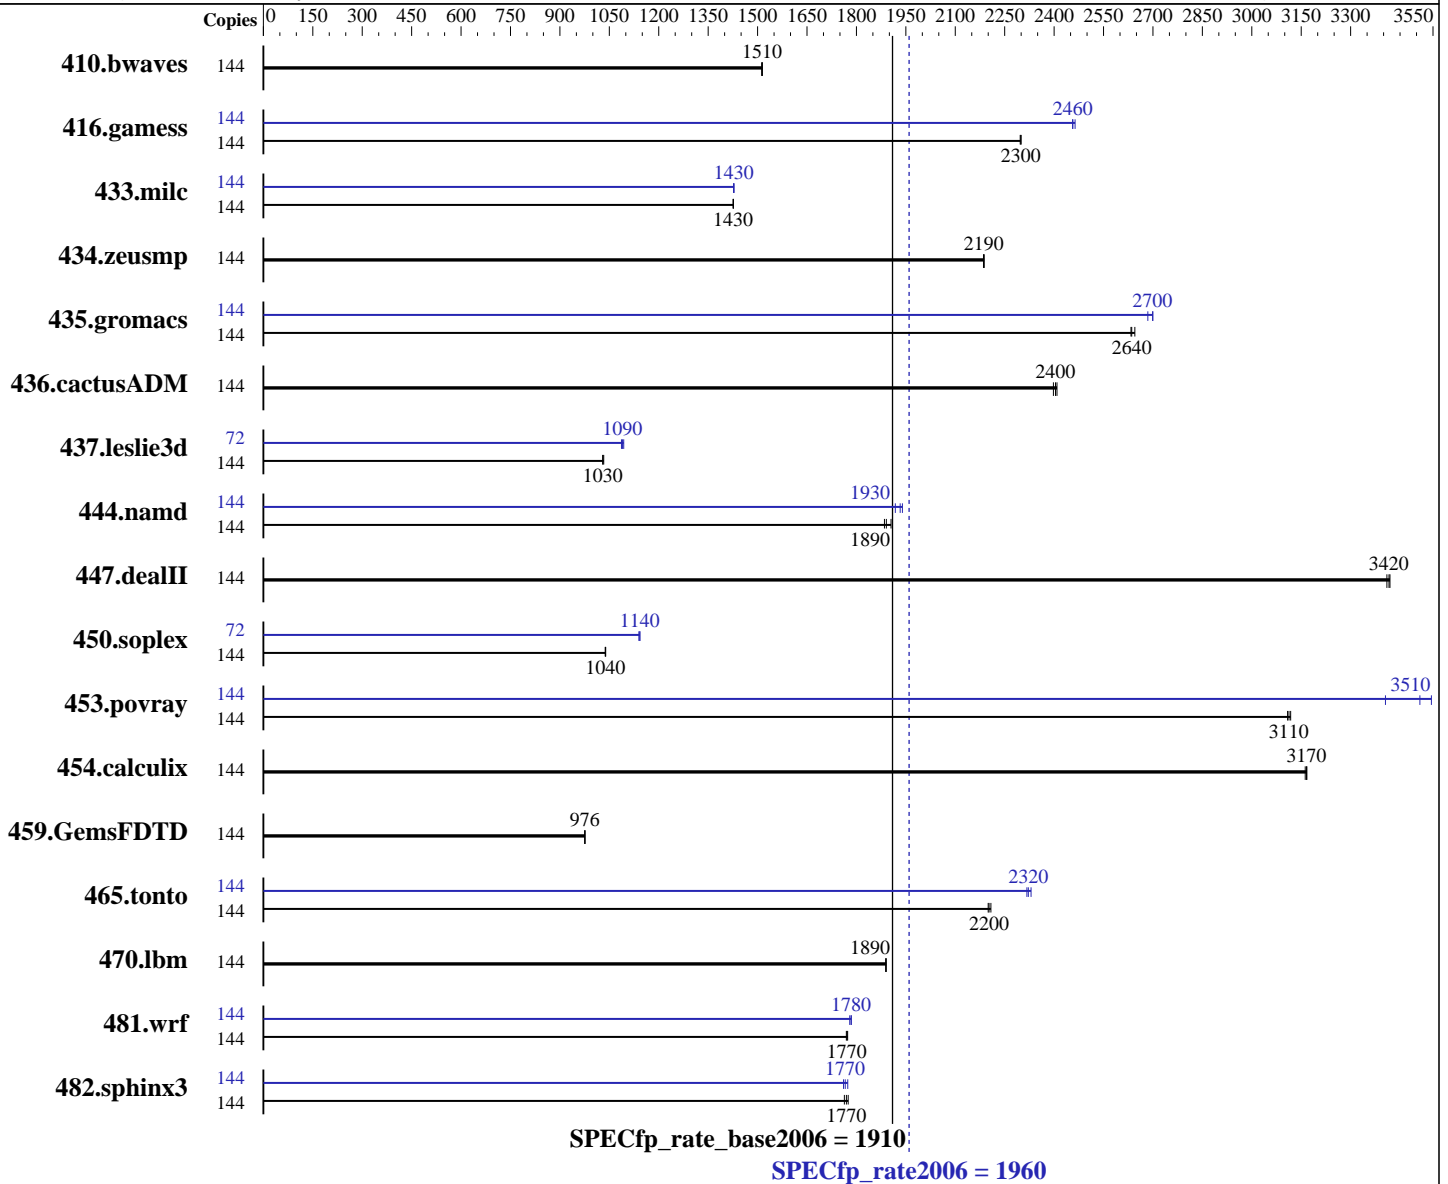 Copies 0 150 300 450 600 750 900 1050 1200 1350 1500 1650 1800 1950 2100 2250 2400 2550 2700 2850 3000 3150 3300 3550
410.bwaves 144 1510
416.gamess 144 2460
144 2300
433.milc 144 1430
144 1430
434.zeusmp 144 2190
435.gromacs 144 2700
144 2640
436.cactusADM 144 2400
437.leslie3d 72 1090
144 1030
444.namd 144 1930
144 1890
447.dealII 144 3420
450.soplex 72 1140
144 1040
453.povray 144 3510
144 3110
454.calculix 144 3170
459.GemsFDTD 144 976
465.tonto 144 2320
144 2200
470.lbm 144 1890
481.wrf 144 1780
144 1770
482.sphinx3 144 1770
144 1770
SPECfp_rate_base2006 = 1910
SPECfp_rate2006 = 1960